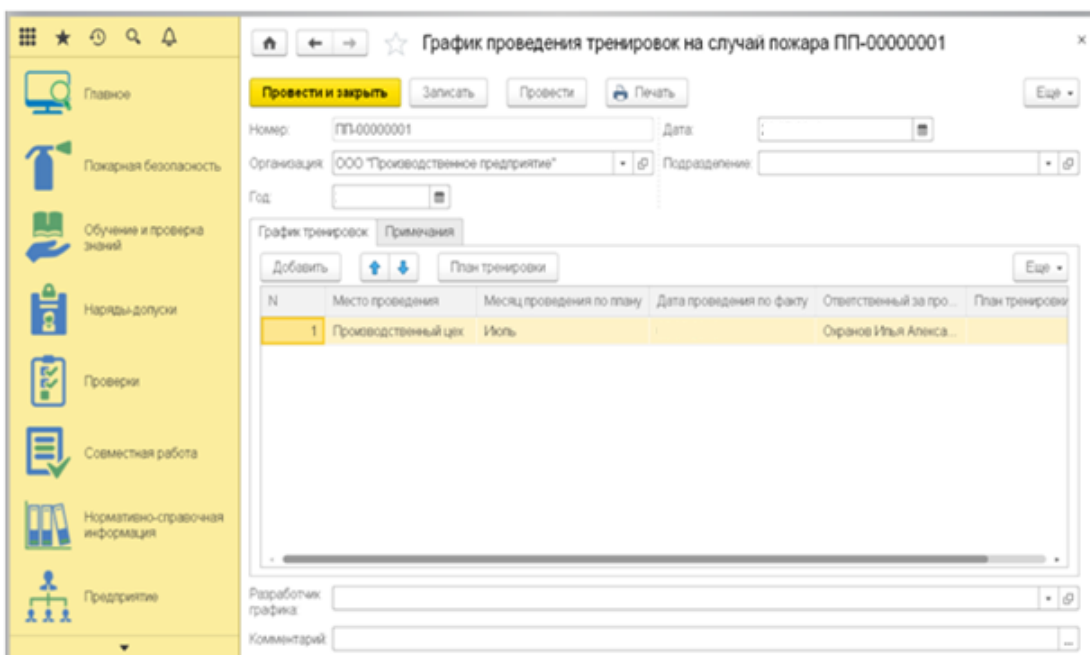 График проведения тренировок на случай пожара ПП-00000001
Главное
Пожарная безопасность
Обучение и проверка
знаний
Наряды-допуски
Проверки
Совместная работа
Нормативно-справочная
информация
Предприятие
Провести и закрыть Записать Провести Печать Еще
Номер: ПП-00000001 Дата:
Организация: ООО "Производственное предприятие" Подразделение:
Год:
График тренировок Примечания
Добавить План тренировки Еще
N Место проведения Месяц проведения по плану Дата проведения по факту Ответственный за про... План тренировки
1 Производственный цех Июль Охранов Илья Алекса...
Разработчик
графика:
Комментарий: